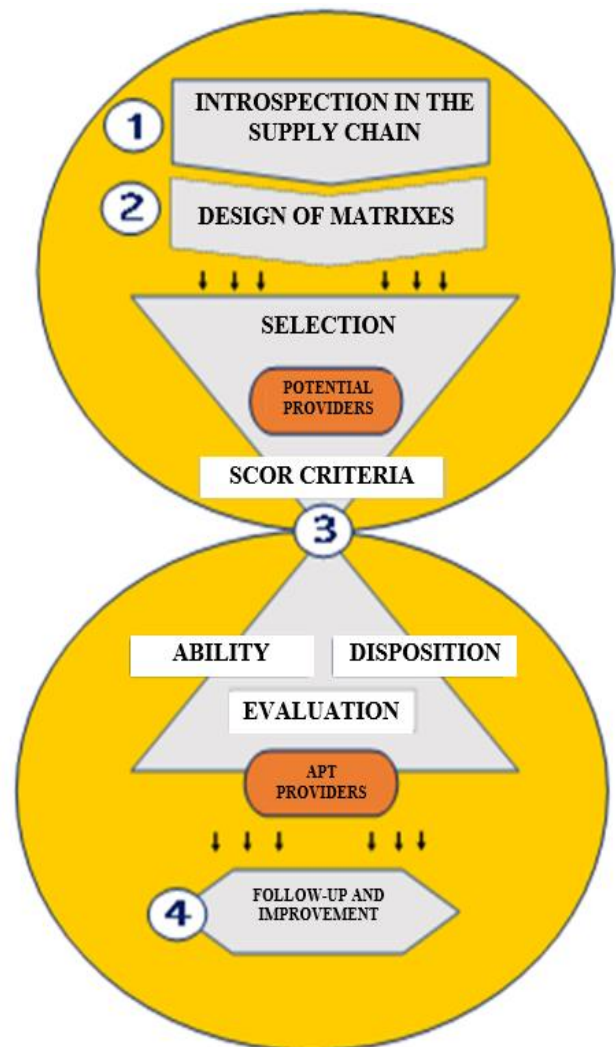 1
INTROSPECTION IN THE
SUPPLY CHAIN
2
DESIGN OF MATRIXES
SELECTION
POTENTIAL
PROVIDERS
SCOR CRITERIA
3
ABILITY
DISPOSITION
EVALUATION
APT
PROVIDERS
4
FOLLOW-UP AND
IMPROVEMENT